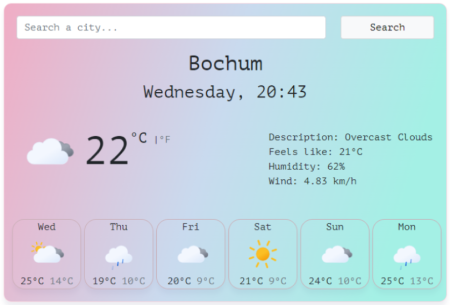 Search a city...
Search
Bochum
Wednesday, 20:43
22°C |°F
Description: Overcast Clouds
Feels like: 21°C
Humidity: 62%
Wind: 4.83 km/h
Wed Thu Fri Sat Sun Mon
25°C 14°C 19°C 10°C 20°C 9°C 21°C 9°C 24°C 10°C 25°C 13°C